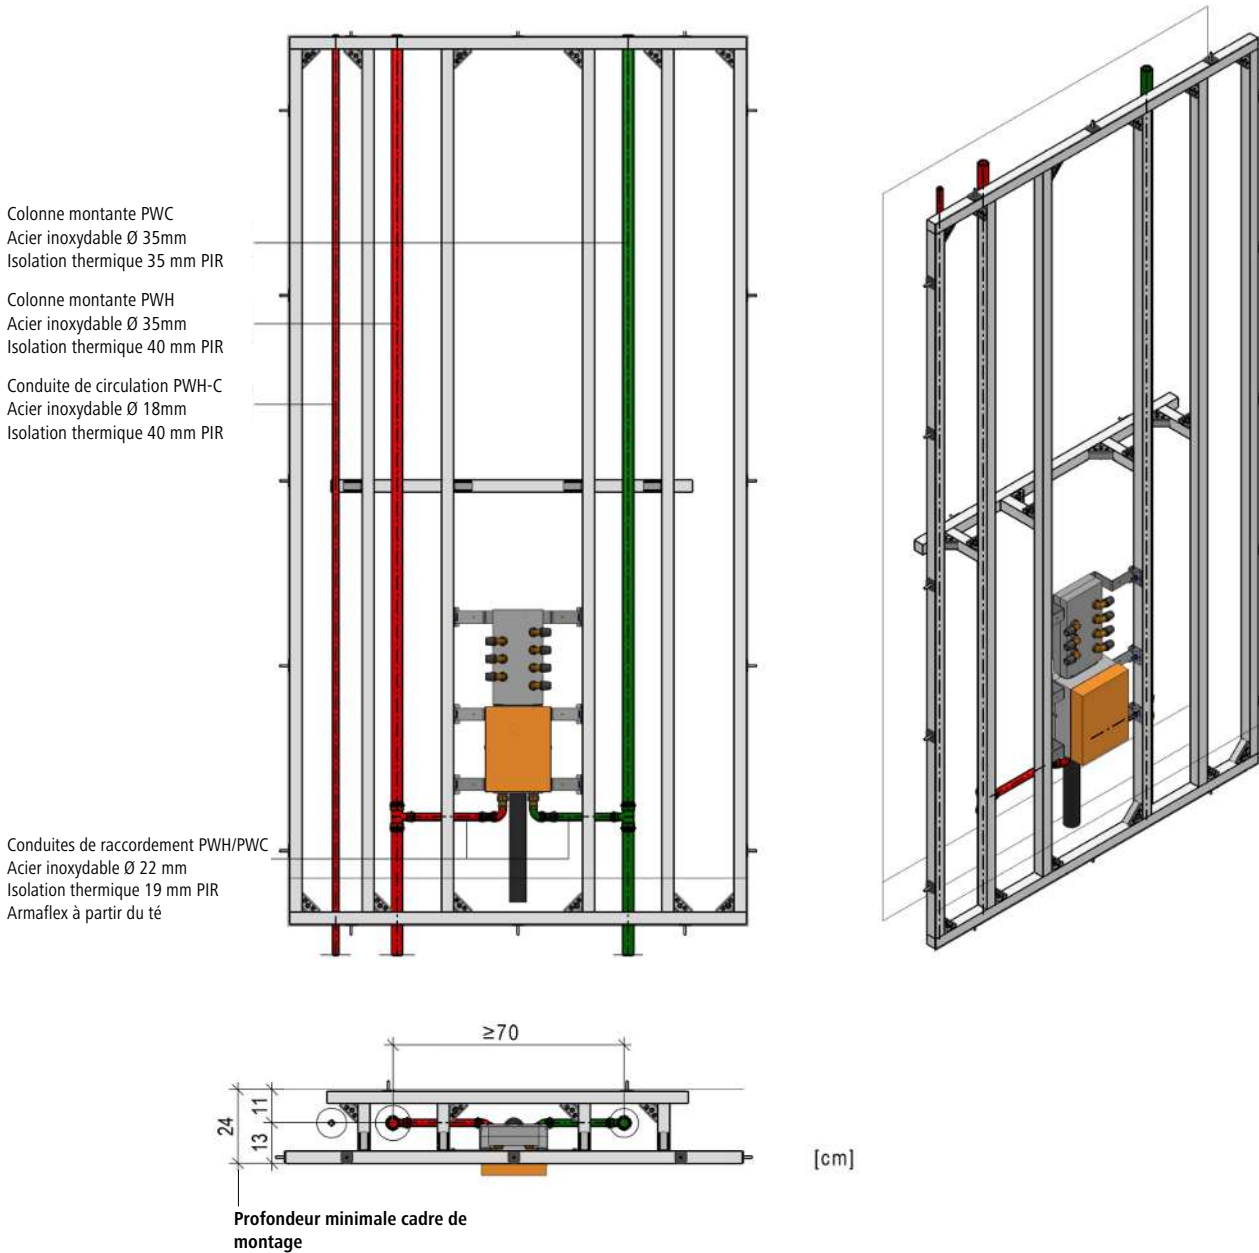 Colonne montante PWC
Acier inoxydable Ø 35mm
Isolation thermique 35 mm PIR
Colonne montante PWH
Acier inoxydable Ø 35mm
Isolation thermique 40 mm PIR
Conduite de circulation PWH-C
Acier inoxydable Ø 18mm
Isolation thermique 40 mm PIR
Conduites de raccordement PWH/PWC
Acier inoxydable Ø 22 mm
Isolation thermique 19 mm PIR
Armaflex à partir du té
≥70
24
11
13
[cm]
Profondeur minimale cadre de
montage